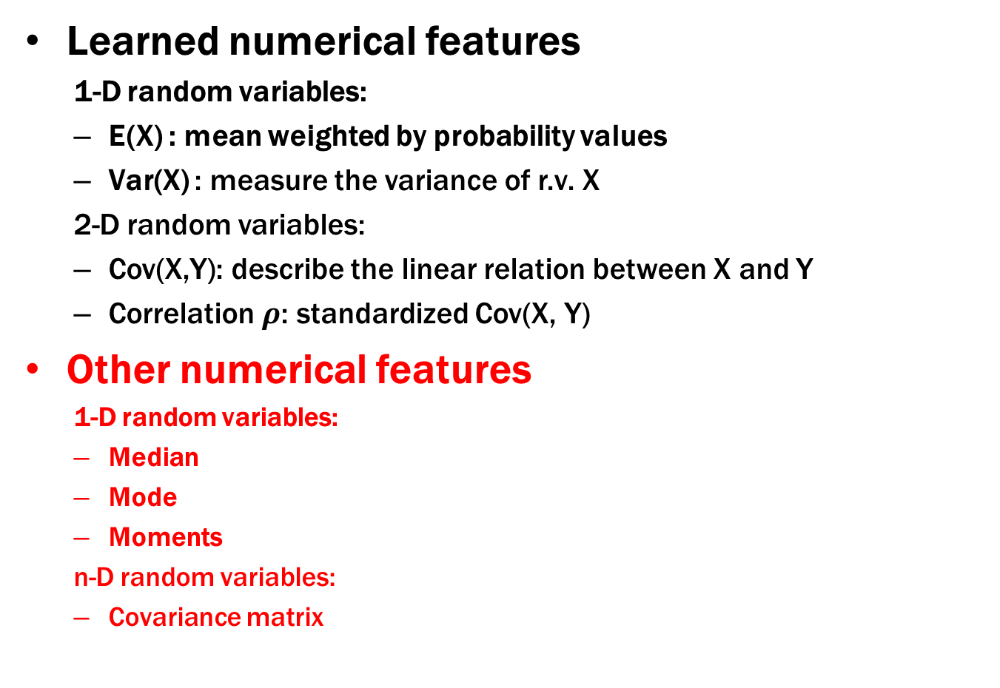 • Learned numerical features
1-D random variables:
– E(X) : mean weighted by probability values
– Var(X) : measure the variance of r.v. X
2-D random variables:
– Cov(X,Y): describe the linear relation between X and Y
– Correlation ρ: standardized Cov(X, Y)
• Other numerical features
1-D random variables:
– Median
– Mode
– Moments
n-D random variables:
– Covariance matrix